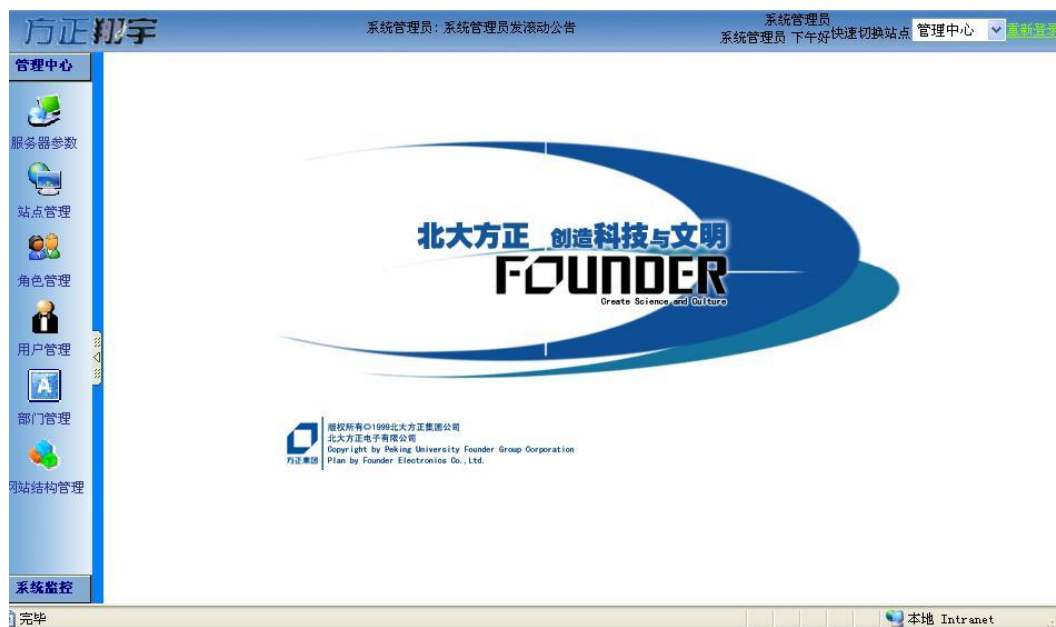 方正翔宇
系统管理员:系统管理员发滚动公告
系统管理员
系统管理员 下午好快速切换站点 管理中心 重新登录
管理中心
服务器参数
站点管理
角色管理
用户管理
部门管理
网站结构管理
系统监控
北大方正 创造科技与文明
FOUNDER
Create Science and Culture
方正集团
版权所有©1999北大方正集团公司
北大方正电子有限公司
Copyright by Peking University Founder Group Corporation
Plan by Founder Electronics Co., Ltd.
完毕
本地 Intranet